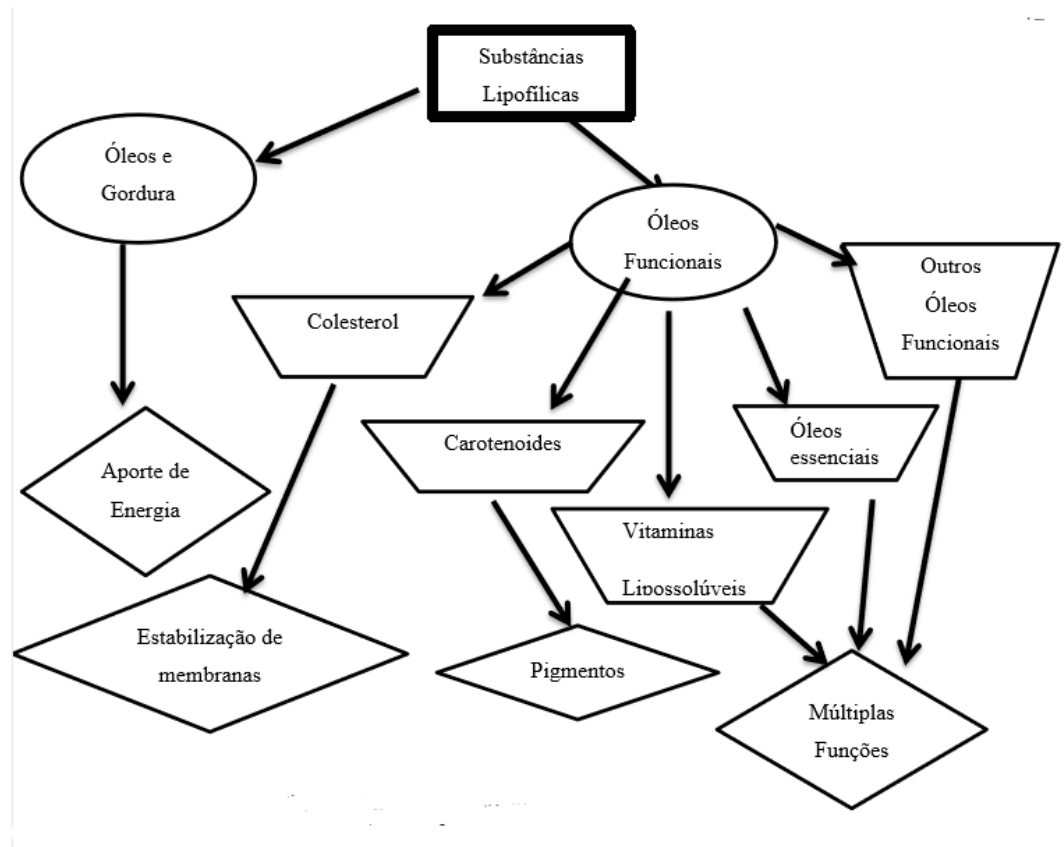 Substâncias
Lipofílicas
Óleos e
Gordura
Óleos
Funcionais
Outros
Óleos
Funcionais
Colesterol
Carotenoides
Óleos
essenciais
Aporte de
Energia
Vitaminas
Lipossolúveis
Estabilização de
membranas
Pigmentos
Múltiplas
Funções